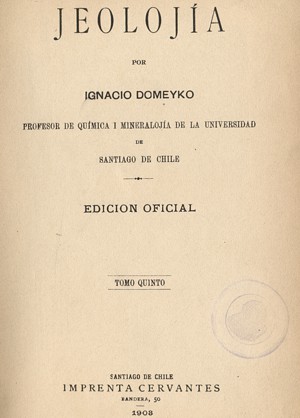 JEOLOJÍA
POR
IGNACIO DOMEYKO
PROFESOR DE QUÍMICA I MINERALOJÍA DE LA UNIVERSIDAD
DE
SANTIAGO DE CHILE
EDICION OFICIAL
TOMO QUINTO
SANTIAGO DE CHILE
IMPRENTA CERVANTES
BANDERA, 50
1903